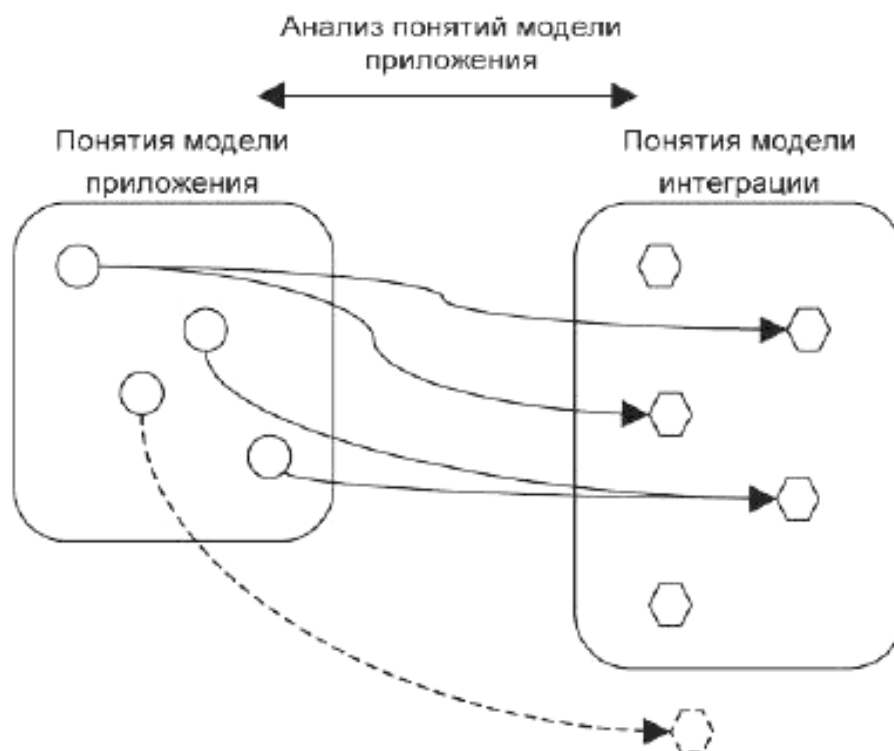 Анализ понятий модели
приложения
Понятия модели
приложения
Понятия модели
интеграции